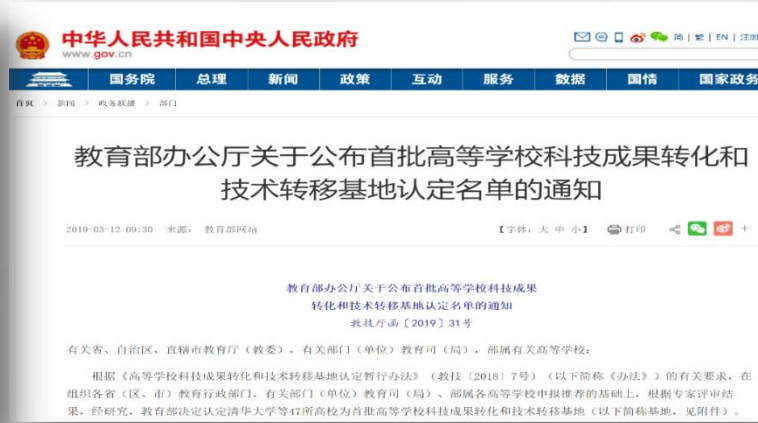 中华人民共和国中央人民政府
www.gov.cn
简 | 繁 | EN | 注册
国务院 总理 新闻 政策 互动 服务 数据 国情 国家政务
首页 > 新闻 > 政务联播 > 部门
教育部办公厅关于公布首批高等学校科技成果转化和
技术转移基地认定名单的通知
2019-03-12 09:30 来源： 教育部网站 【字体：大 中 小】 打印 +
教育部办公厅关于公布首批高等学校科技成果
转化和技术转移基地认定名单的通知
教技厅函〔2019〕31号
有关省、自治区、直辖市教育厅（教委），有关部门（单位）教育司（局），部属有关高等学校：
根据《高等学校科技成果转化和技术转移基地认定暂行办法》（教技〔2018〕7号）（以下简称《办法》）的有关要求，在
组织各省（区、市）教育行政部门、有关部门（单位）教育司（局）、部属各高等学校申报推荐的基础上，根据专家评审结
果，经研究，教育部决定认定清华大学等47所高校为首批高等学校科技成果转化和技术转移基地（以下简称基地，见附件）。